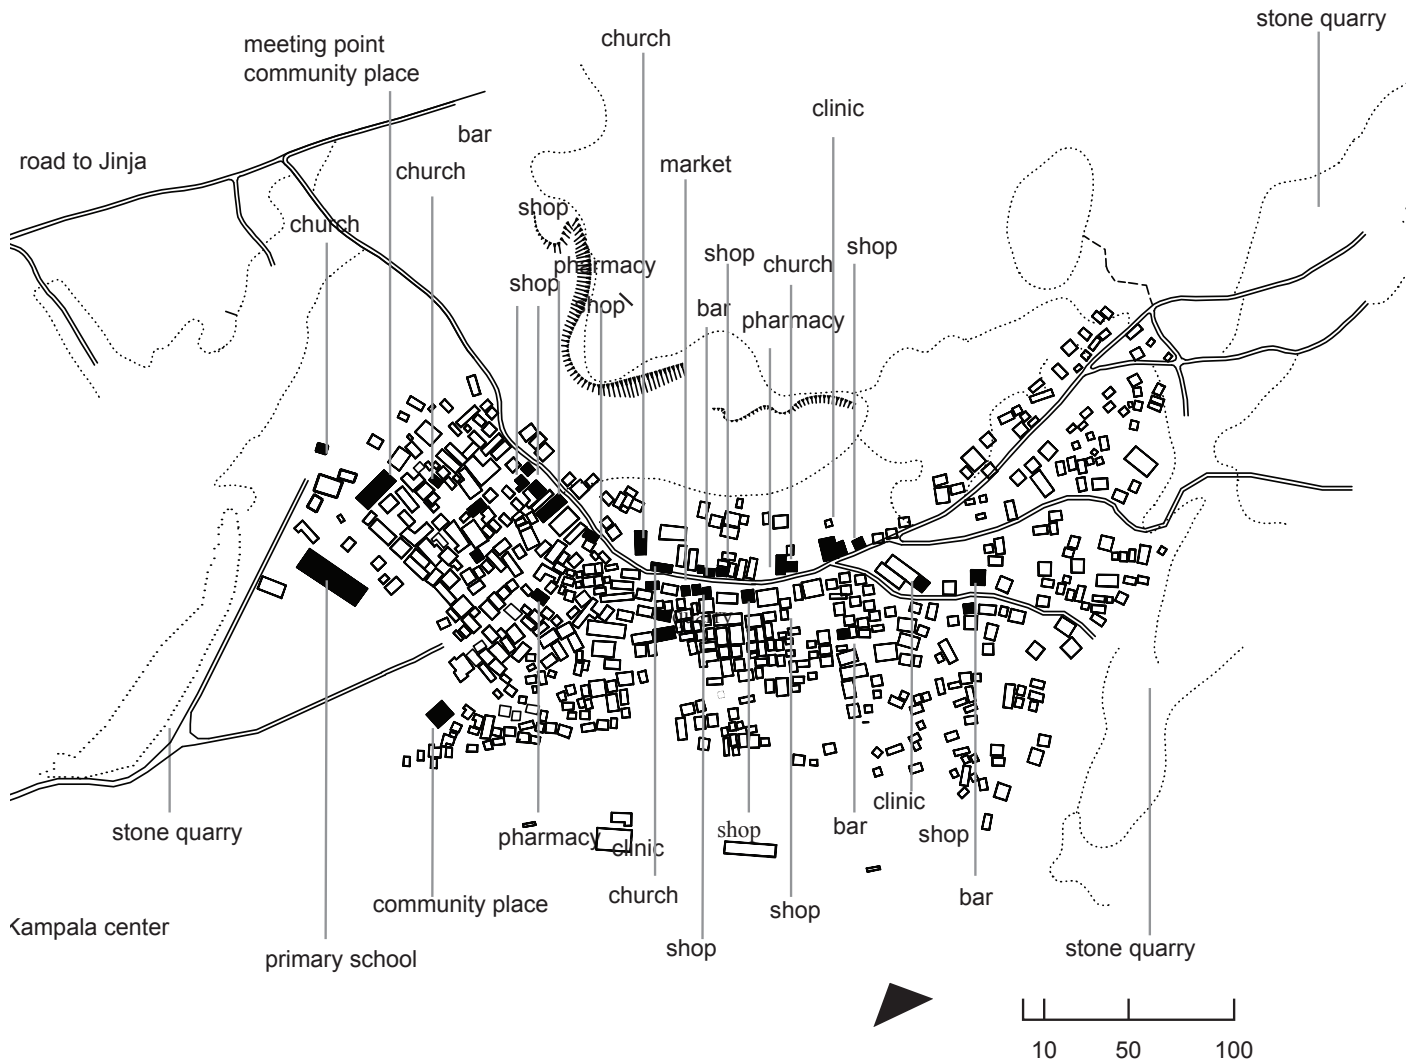 stone quarry
church
meeting point
community place
clinic
bar
road to Jinja
market
church
shop
church
shop
shop
church
pharmacy
shop
shop
bar
pharmacy
shop
clinic
bar
shop
stone quarry
pharmacy
clinic
church
bar
community place
shop
Kampala center
shop
stone quarry
primary school
10 50 100